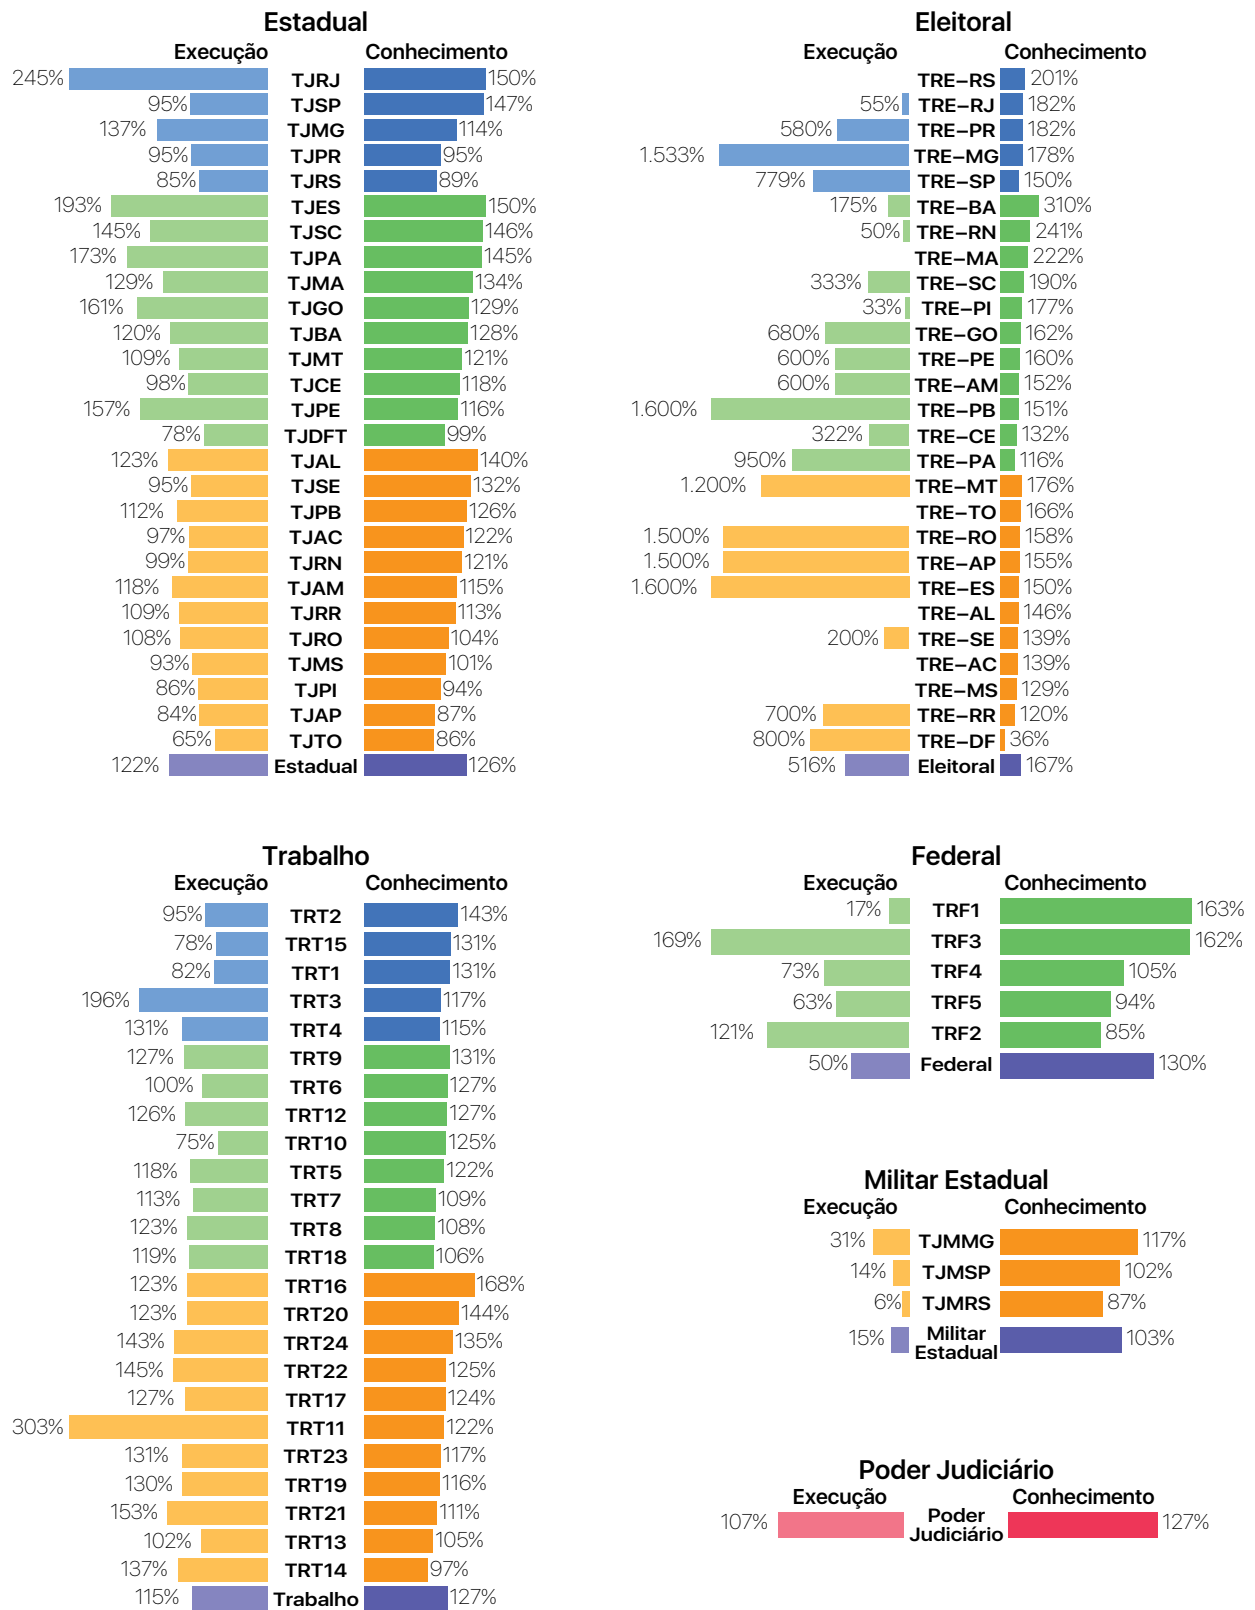 Estadual
Execução Conhecimento
245% TJRJ 150%
95% TJSP 147%
137% TJMG 114%
95% TJPR 95%
85% TJRS 89%
193% TJES 150%
145% TJSC 146%
173% TJPA 145%
129% TJMA 134%
161% TJGO 129%
120% TJBA 128%
109% TJMT 121%
98% TJCE 118%
157% TJPE 116%
78% TJDFT 99%
123% TJAL 140%
95% TJSE 132%
112% TJPB 126%
97% TJAC 122%
99% TJRN 121%
118% TJAM 115%
109% TJRR 113%
108% TJRO 104%
93% TJMS 101%
86% TJPI 94%
84% TJAP 87%
65% TJTO 86%
122% Estadual 126%
Eleitoral
Execução Conhecimento
TRE–RS 201%
55% TRE–RJ 182%
580% TRE–PR 182%
1.533% TRE–MG 178%
779% TRE–SP 150%
175% TRE–BA 310%
50% TRE–RN 241%
TRE–MA 222%
333% TRE–SC 190%
33% TRE–PI 177%
680% TRE–GO 162%
600% TRE–PE 160%
600% TRE–AM 152%
1.600% TRE–PB 151%
322% TRE–CE 132%
950% TRE–PA 116%
1.200% TRE–MT 176%
TRE–TO 166%
1.500% TRE–RO 158%
1.500% TRE–AP 155%
1.600% TRE–ES 150%
TRE–AL 146%
200% TRE–SE 139%
TRE–AC 139%
TRE–MS 129%
700% TRE–RR 120%
800% TRE–DF 36%
516% Eleitoral 167%
Trabalho
Execução Conhecimento
95% TRT2 143%
78% TRT15 131%
82% TRT1 131%
196% TRT3 117%
131% TRT4 115%
127% TRT9 131%
100% TRT6 127%
126% TRT12 127%
75% TRT10 125%
118% TRT5 122%
113% TRT7 109%
123% TRT8 108%
119% TRT18 106%
123% TRT16 168%
123% TRT20 144%
143% TRT24 135%
145% TRT22 125%
127% TRT17 124%
303% TRT11 122%
131% TRT23 117%
130% TRT19 116%
153% TRT21 111%
102% TRT13 105%
137% TRT14 97%
115% Trabalho 127%
Federal
Execução Conhecimento
17% TRF1 163%
169% TRF3 162%
73% TRF4 105%
63% TRF5 94%
121% TRF2 85%
50% Federal 130%
Militar Estadual
Execução Conhecimento
31% TJMMG 117%
14% TJMSP 102%
6% TJMRS 87%
15% Militar 103%
Estadual
Poder Judiciário
Execução Conhecimento
107% Poder 127%
Judiciário